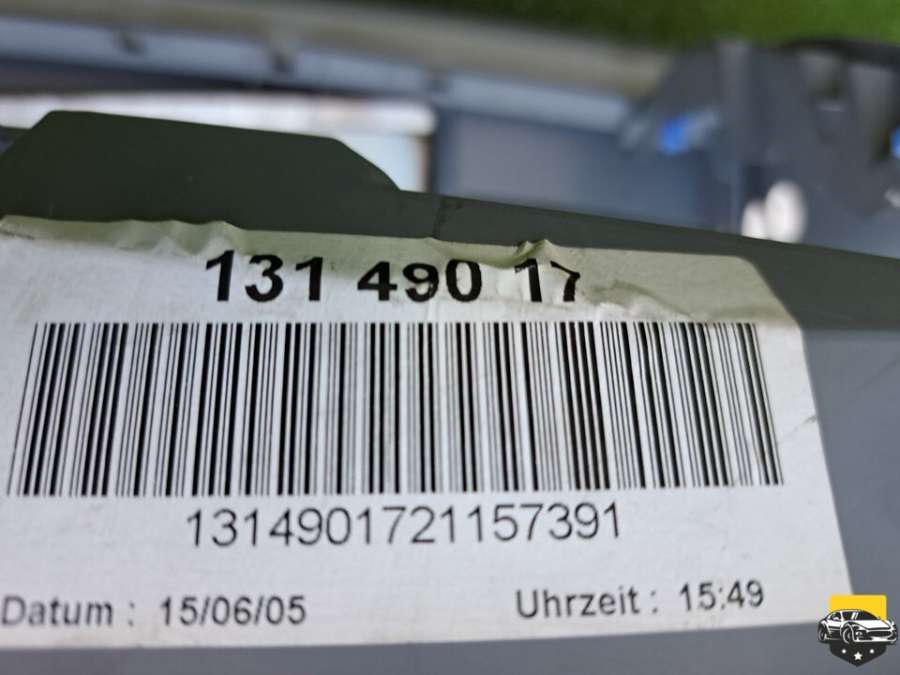 131 490 17
1314901721157391
Datum : 15/06/05
Uhrzeit : 15:49